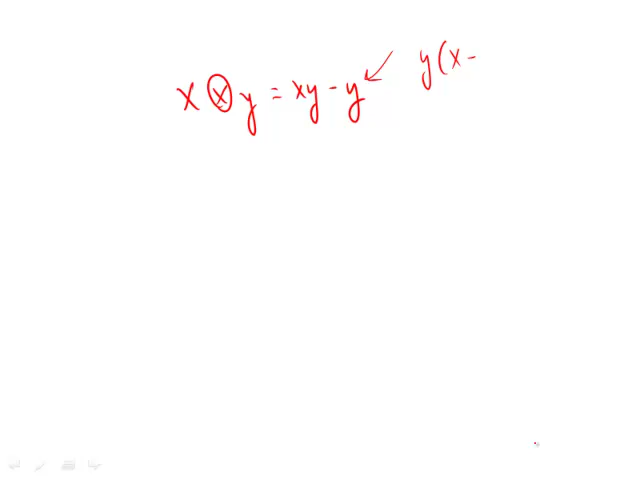 x ⊗ y = xy - y y(x -